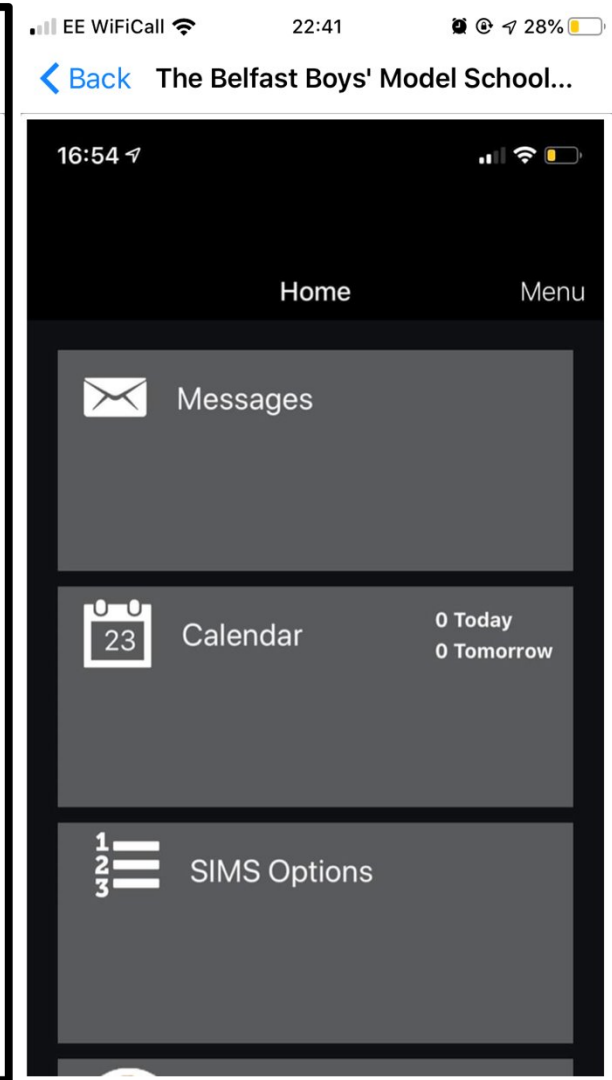 EE WiFiCall 22:41 28%
Back The Belfast Boys' Model School...
16:54
Home Menu
Messages
23 Calendar 0 Today
0 Tomorrow
1
2
3 SIMS Options